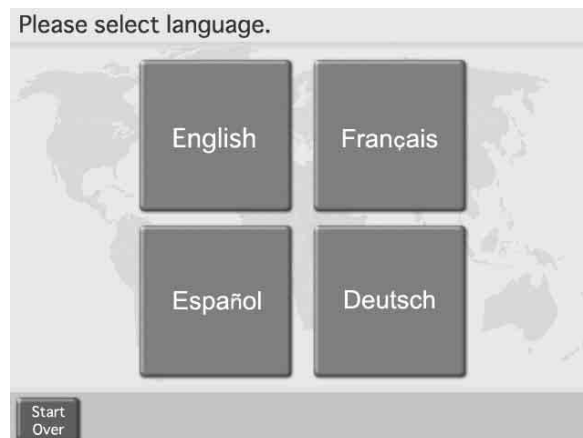 Please select language.
English
Français
Español
Deutsch
Start
Over